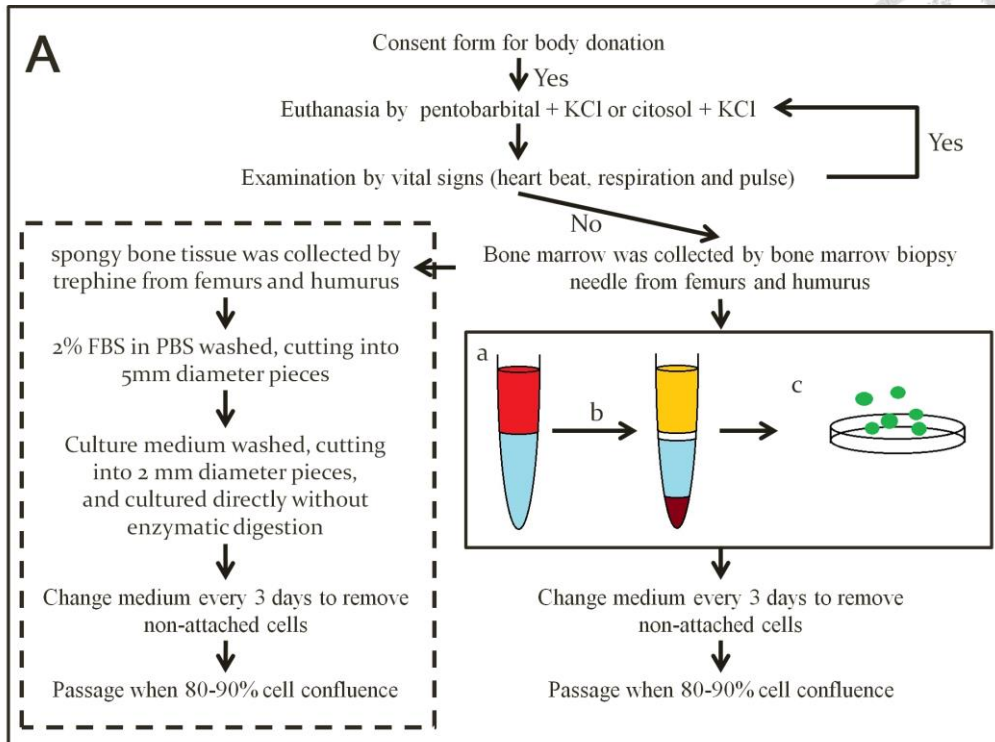 A
Consent form for body donation
Yes
Euthanasia by pentobarbital + KCl or citosol + KCl
Yes
Examination by vital signs (heart beat, respiration and pulse)
No
Bone marrow was collected by bone marrow biopsy
needle from femurs and humurus
spongy bone tissue was collected by
trephine from femurs and humurus
2% FBS in PBS washed, cutting into
5mm diameter pieces
Culture medium washed, cutting
into 2 mm diameter pieces,
and cultured directly without
enzymatic digestion
Change medium every 3 days to remove
non-attached cells
Passage when 80-90% cell confluence
a
b
c
Change medium every 3 days to remove
non-attached cells
Passage when 80-90% cell confluence